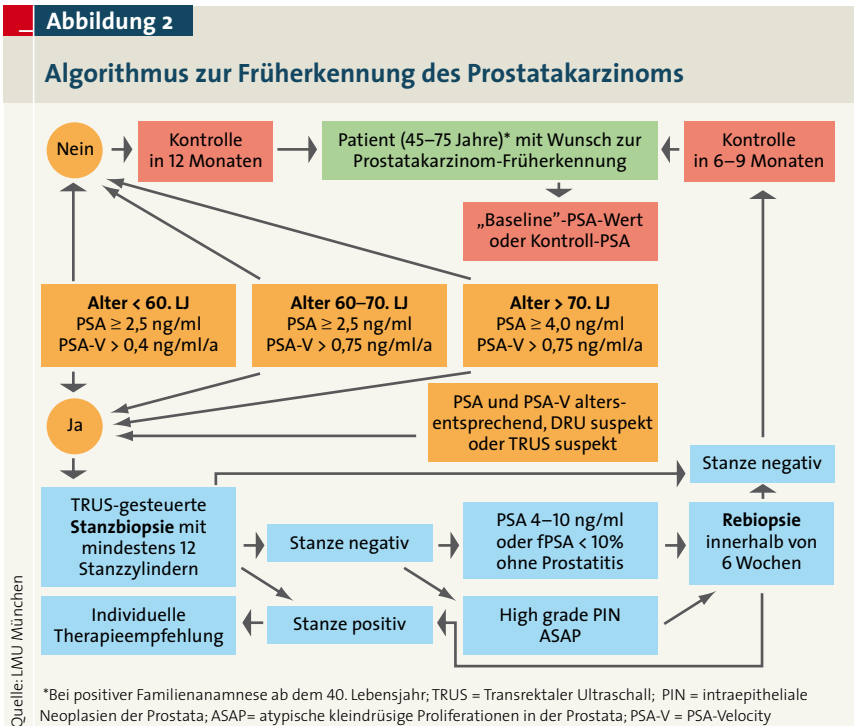 Abbildung 2
Algorithmus zur Früherkennung des Prostatakarzinoms
Nein
Kontrolle
in 12 Monaten
Patient (45–75 Jahre)* mit Wunsch zur
Prostatakarzinom-Früherkennung
Kontrolle
in 6–9 Monaten
„Baseline”-PSA-Wert
oder Kontroll-PSA
Alter < 60. LJ
PSA ≥ 2,5 ng/ml
PSA-V > 0,4 ng/ml/a
Alter 60–70. LJ
PSA ≥ 2,5 ng/ml
PSA-V > 0,75 ng/ml/a
Alter > 70. LJ
PSA ≥ 4,0 ng/ml
PSA-V > 0,75 ng/ml/a
Ja
PSA und PSA-V alters-
entsprechend, DRU suspekt
oder TRUS suspekt
Stanze negativ
TRUS-gesteuerte
Stanzbiopsie mit
mindestens 12
Stanzzylindern
Stanze negativ
PSA 4–10 ng/ml
oder fPSA < 10%
ohne Prostatitis
Rebiopsie
innerhalb von
6 Wochen
Individuelle
Therapieempfehlung
Stanze positiv
High grade PIN
ASAP
*Bei positiver Familienanamnese ab dem 40. Lebensjahr; TRUS = Transrektaler Ultraschall; PIN = intraepitheliale
Neoplasien der Prostata; ASAP= atypische kleindrüsige Proliferationen in der Prostata; PSA-V = PSA-Velocity
Quelle: LMU München